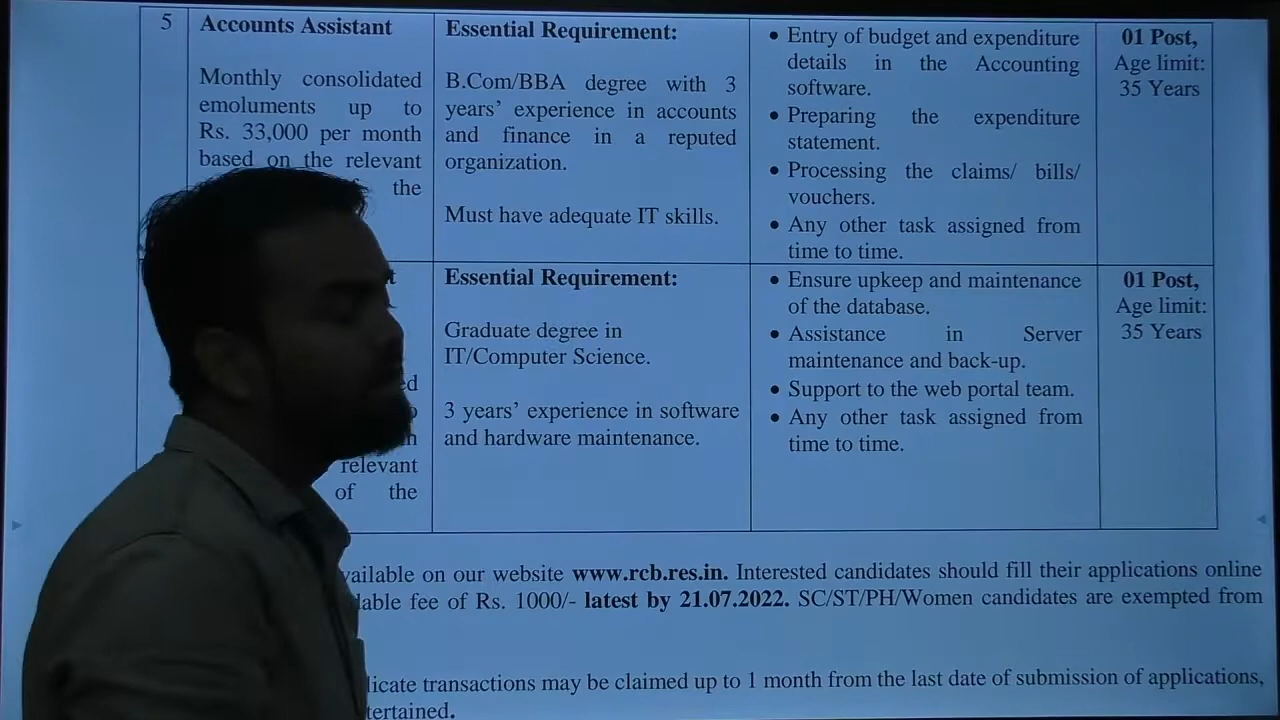 5
Accounts Assistant
Monthly consolidated
emoluments up to
Rs. 33,000 per month
based on the relevant
the
Essential Requirement:
B.Com/BBA degree with 3
years' experience in accounts
and finance in a reputed
organization.
Must have adequate IT skills.
• Entry of budget and expenditure
details in the Accounting
software.
• Preparing the expenditure
statement.
• Processing the claims/ bills/
vouchers.
• Any other task assigned from
time to time.
01 Post,
Age limit:
35 Years
relevant
of the
Essential Requirement:
Graduate degree in
IT/Computer Science.
3 years' experience in software
and hardware maintenance.
• Ensure upkeep and maintenance
of the database.
• Assistance in Server
maintenance and back-up.
• Support to the web portal team.
• Any other task assigned from
time to time.
01 Post,
Age limit:
35 Years
vailable on our website www.rcb.res.in. Interested candidates should fill their applications online
lable fee of Rs. 1000/- latest by 21.07.2022. SC/ST/PH/Women candidates are exempted from
licate transactions may be claimed up to 1 month from the last date of submission of applications,
tertained.